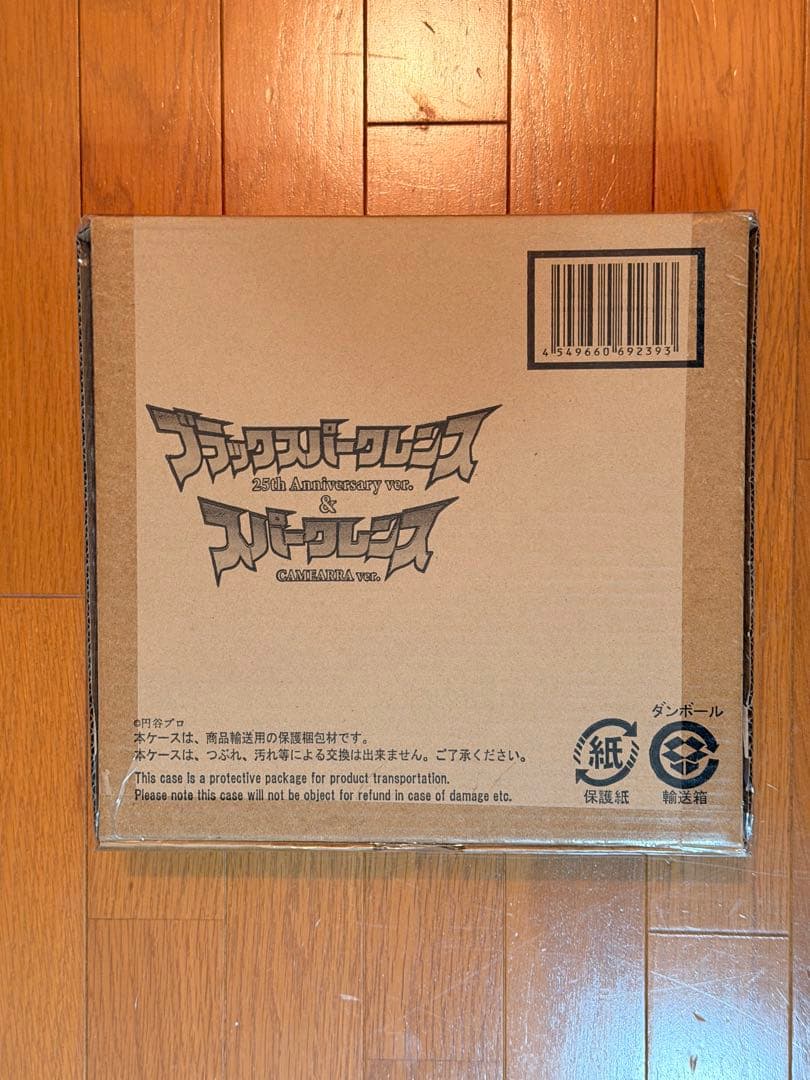 4 549660 692393
ブラックスパークレンス
25th Anniversary ver.
&
スパークレンス
CAMEARRA ver.
©円谷プロ
本ケースは、商品輸送用の保護梱包材です。
本ケースは、つぶれ、汚れ等による交換は出来ません。ご了承ください。
This case is a protective package for product transportation.
Please note this case will not be object for refund in case of damage etc.
紙
保護紙
ダンボール
輸送箱